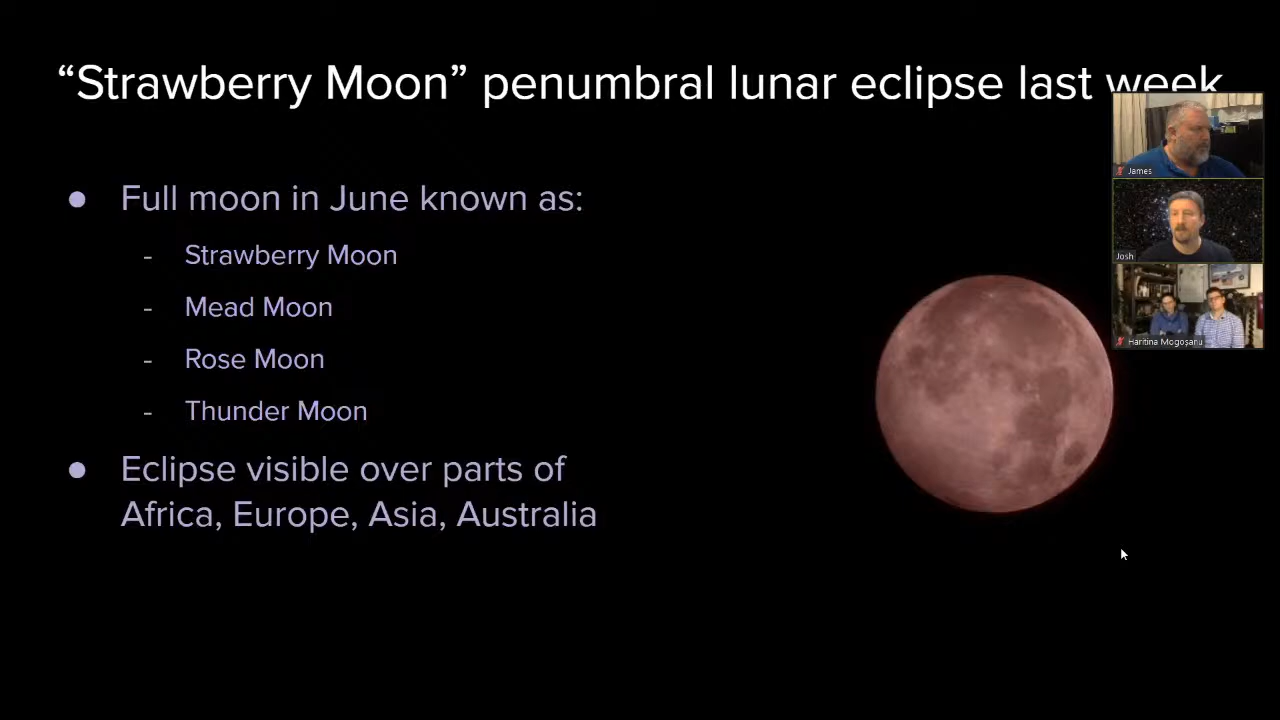 “Strawberry Moon” penumbral lunar eclipse last week
● Full moon in June known as:
- Strawberry Moon
- Mead Moon
- Rose Moon
- Thunder Moon
● Eclipse visible over parts of
Africa, Europe, Asia, Australia
James
Josh
Haritina Mogoșanu